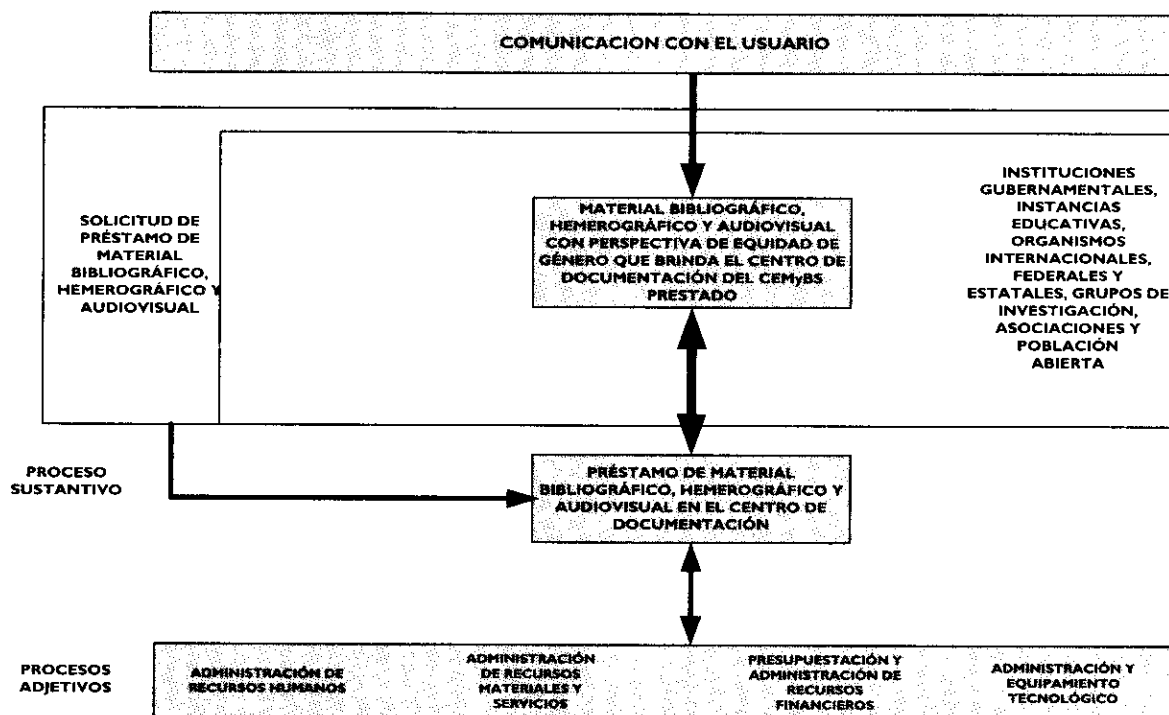 COMUNICACION CON EL USUARIO
SOLICITUD DE
PRÉSTAMO DE
MATERIAL
BIBLIOGRÁFICO,
HEMEROGRÁFICO Y
AUDIOVISUAL
MATERIAL BIBLIOGRÁFICO,
HEMEROGRÁFICO Y AUDIOVISUAL
CON PERSPECTIVA DE EQUIDAD DE
GÉNERO QUE BRINDA EL CENTRO DE
DOCUMENTACIÓN DEL CEMyBS
PRESTADO
INSTITUCIONES
GUBERNAMENTALES,
INSTANCIAS
EDUCATIVAS,
ORGANISMOS
INTERNACIONALES,
FEDERALES Y
ESTATALES, GRUPOS DE
INVESTIGACIÓN,
ASOCIACIONES Y
POBLACIÓN
ABIERTA
PROCESO
SUSTANTIVO
PRÉSTAMO DE MATERIAL
BIBLIOGRÁFICO, HEMEROGRÁFICO Y
AUDIOVISUAL EN EL CENTRO DE
DOCUMENTACIÓN
PROCESOS
ADJETIVOS
ADMINISTRACIÓN DE
RECURSOS HUMANOS
ADMINISTRACIÓN
DE RECURSOS
MATERIALES Y
SERVICIOS
PRESUPUESTACIÓN Y
ADMINISTRACIÓN DE
RECURSOS
FINANCIEROS
ADMINISTRACIÓN Y
EQUIPAMIENTO
TECNOLÓGICO